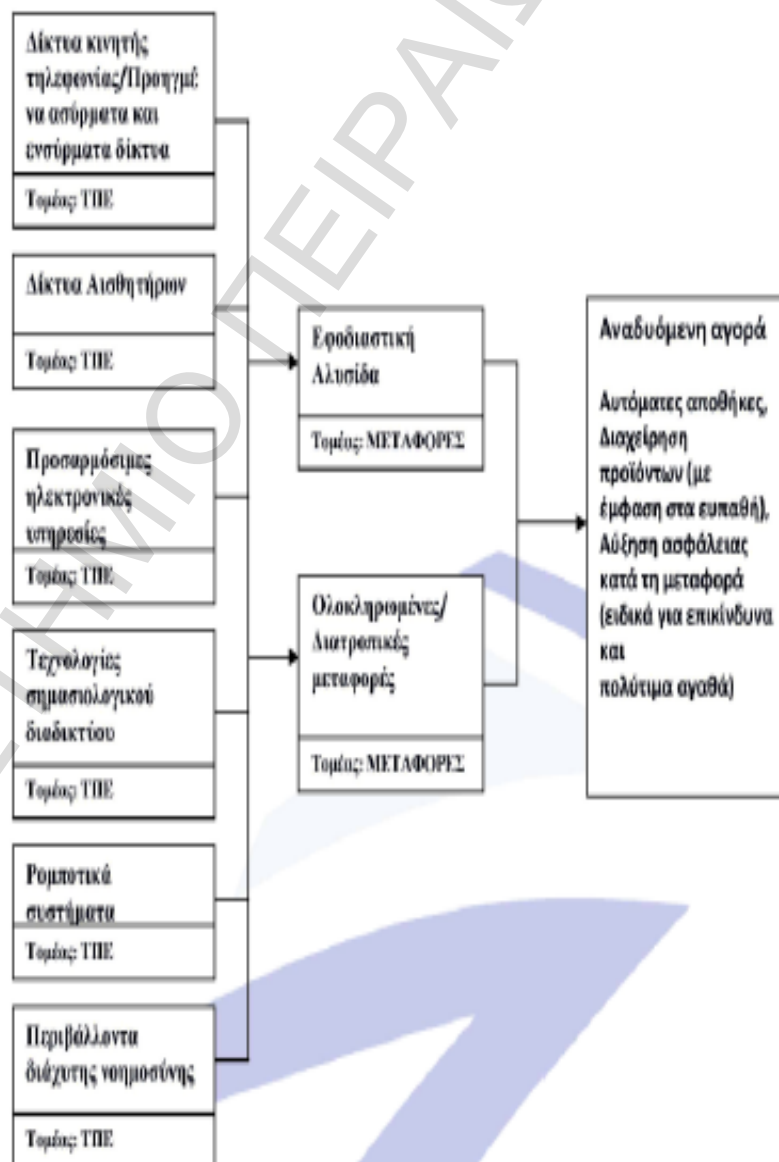 Δίκτυα κινητής
τηλεφωνίας/Προηγμέ
να ασύρματα και
ενσύρματα δίκτυα
Τομέας: ΤΠΕ
Δίκτυα Αισθητήρων
Τομέας: ΤΠΕ
Προσαρμόσιμες
ηλεκτρονικές
υπηρεσίες
Τομέας: ΤΠΕ
Τεχνολογίες
σημασιολογικού
διαδικτύου
Τομέας: ΤΠΕ
Ρομποτικά
συστήματα
Τομέας: ΤΠΕ
Περιβάλλοντα
διάχυτης νοημοσύνης
Τομέας: ΤΠΕ
Εφοδιαστική
Αλυσίδα
Τομέας: ΜΕΤΑΦΟΡΕΣ
Ολοκληρωμένες/
Διατροπικές
μεταφορές
Τομέας: ΜΕΤΑΦΟΡΕΣ
Αναδυόμενη αγορά
Αυτόματες αποθήκες,
Διαχείρηση
προϊόντων (με
έμφαση στα ευπαθή),
Αύξηση ασφάλειας
κατά τη μεταφορά
(ειδικά για επικίνδυνα
και
πολύτιμα αγαθά)